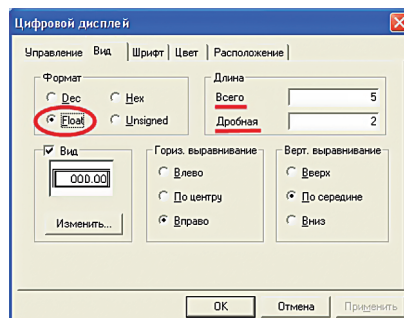 Цифровой дисплей
Управление Вид Шрифт Цвет Расположение
Формат
Dec Hex
Float Unsigned
Длина
Всего 5
Дробная 2
Вид
000.00
Изменить...
Гориз. выравнивание
Влево
По центру
Вправо
Верт. выравнивание
Вверх
По середине
Вниз
OK Отмена Применить